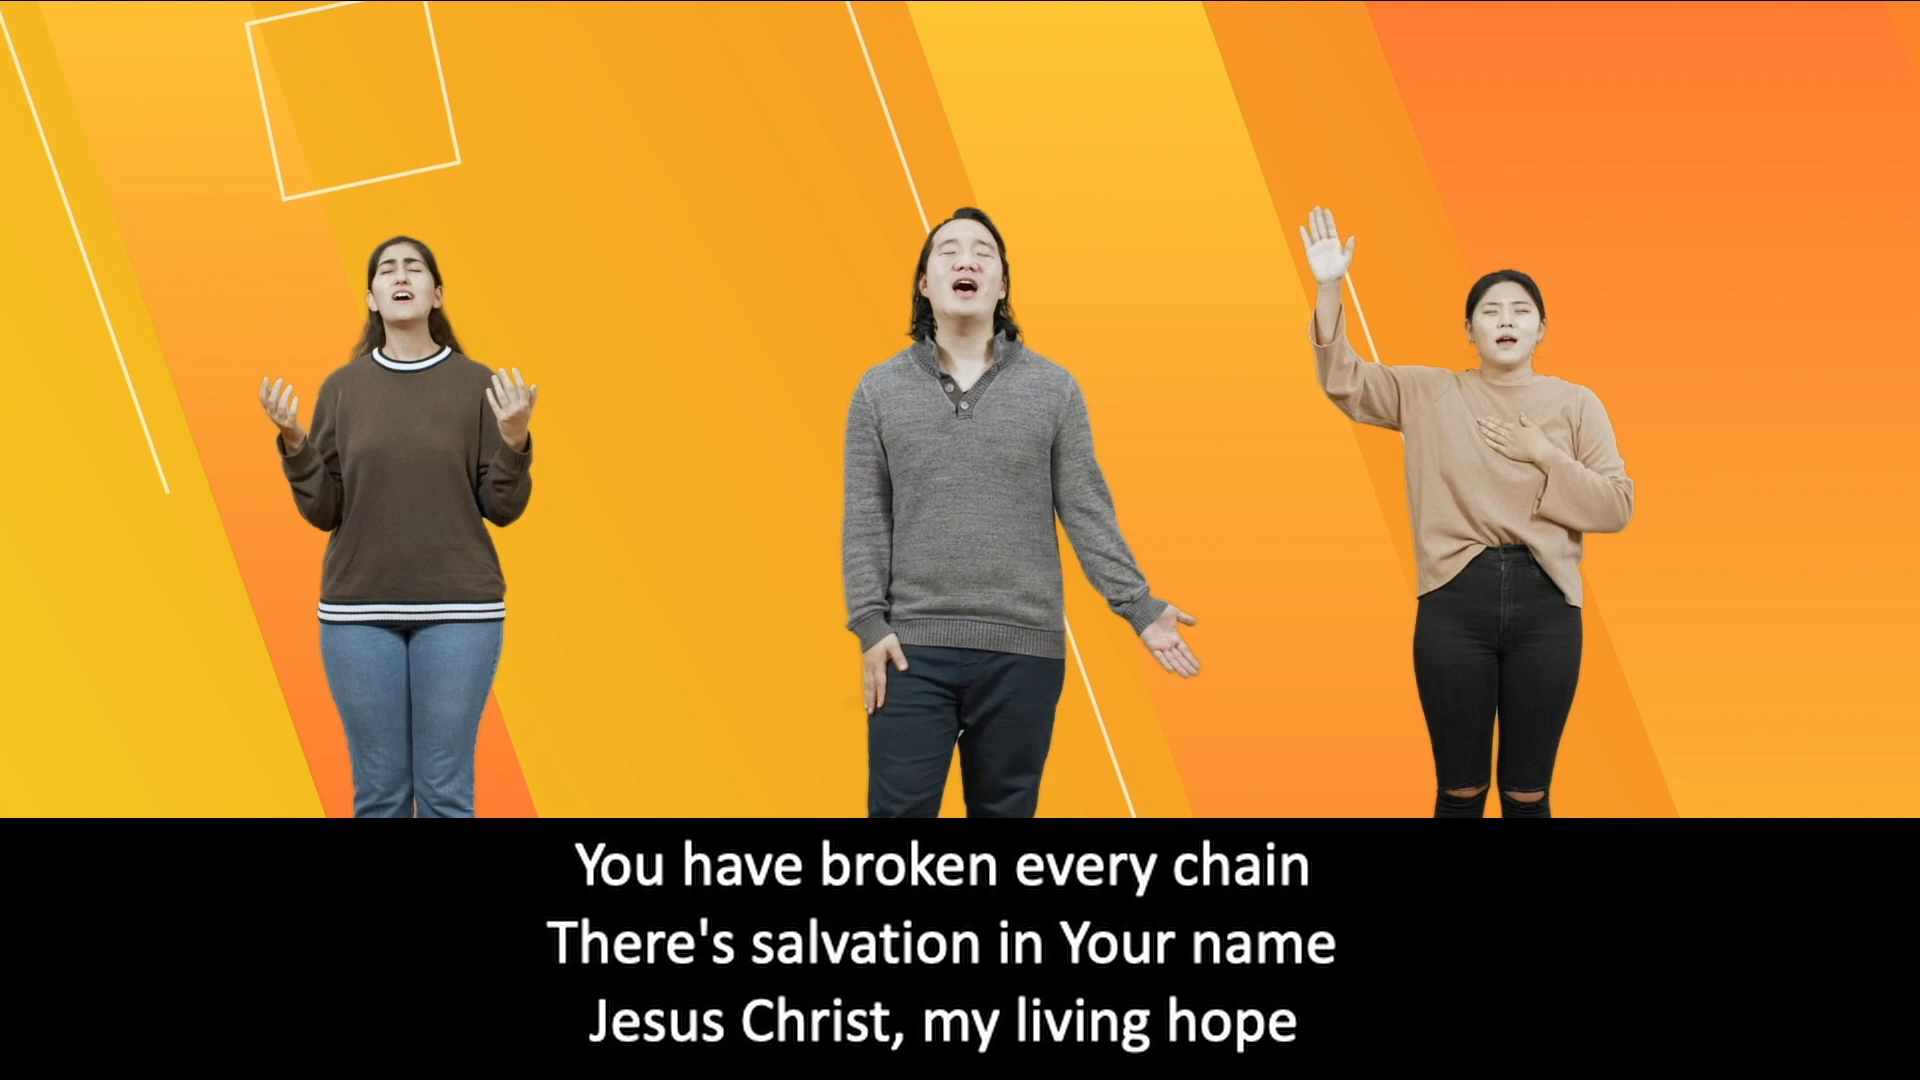 You have broken every chain
There's salvation in Your name
Jesus Christ, my living hope